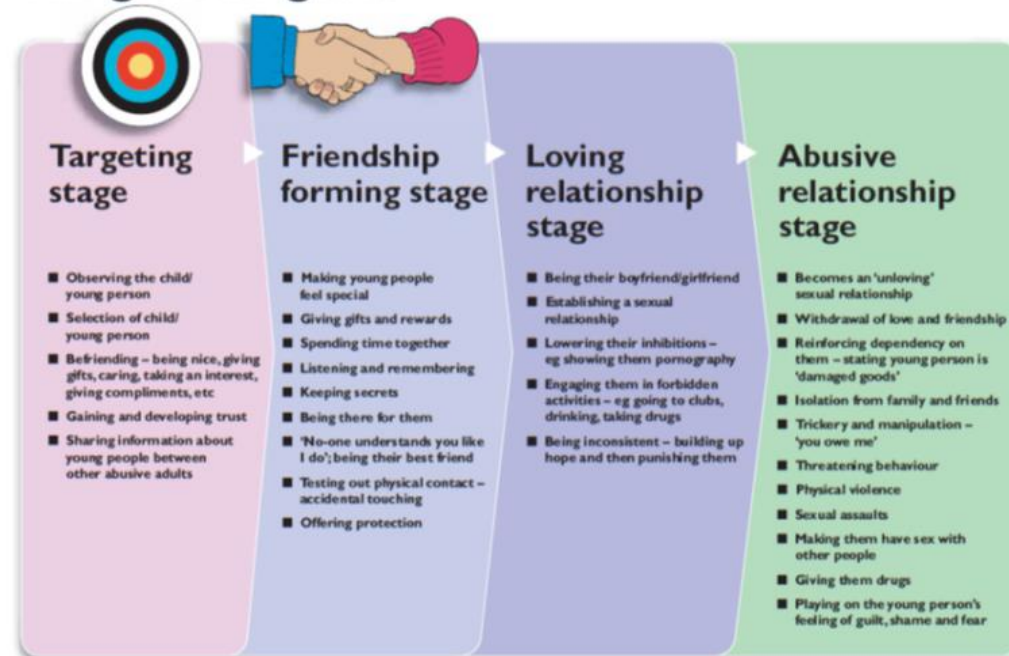 Targeting
stage
■ Observing the child/
young person
■ Selection of child/
young person
■ Befriending – being nice, giving
gifts, caring, taking an interest,
giving compliments, etc
■ Gaining and developing trust
■ Sharing information about
young people between
other abusive adults
Friendship
forming stage
■ Making young people
feel special
■ Giving gifts and rewards
■ Spending time together
■ Listening and remembering
■ Keeping secrets
■ Being there for them
■ 'No-one understands you like
I do'; being their best friend
■ Testing out physical contact –
accidental touching
■ Offering protection
Loving
relationship
stage
■ Being their boyfriend/girlfriend
■ Establishing a sexual
relationship
■ Lowering their inhibitions –
eg showing them pornography
■ Engaging them in forbidden
activities – eg going to clubs,
drinking, taking drugs
■ Being inconsistent – building up
hope and then punishing them
Abusive
relationship
stage
■ Becomes an 'unloving'
sexual relationship
■ Withdrawal of love and friendship
■ Reinforcing dependency on
them – stating young person is
'damaged goods'
■ Isolation from family and friends
■ Trickery and manipulation –
'you owe me'
■ Threatening behaviour
■ Physical violence
■ Sexual assaults
■ Making them have sex with
other people
■ Giving them drugs
■ Playing on the young person's
feeling of guilt, shame and fear